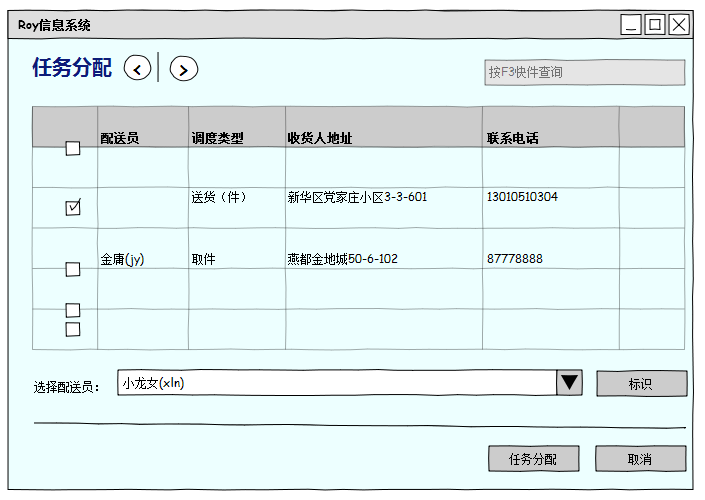 Roy信息系统
任务分配
按F3快件查询
配送员 调度类型 收货人地址 联系电话
送货（件） 新华区党家庄小区3-3-601 13010510304
金庸(jy) 取件 燕都金地城50-6-102 87778888
选择配送员： 小龙女(xln) 标识
任务分配 取消